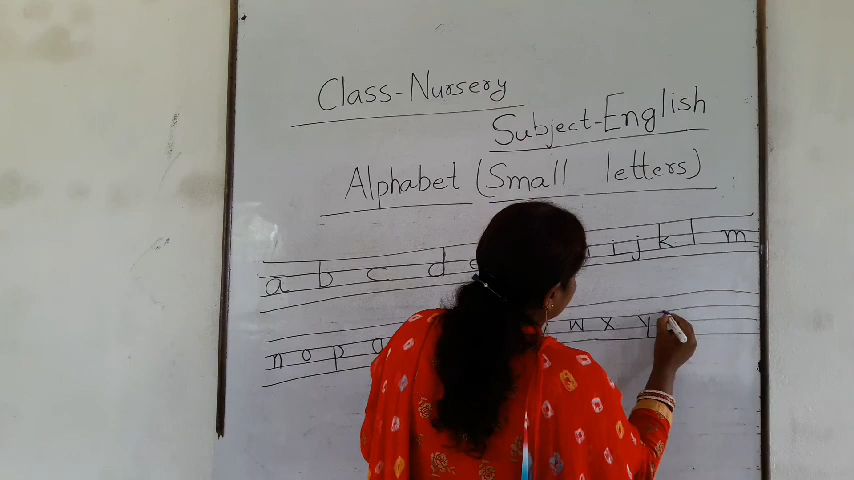 Class-Nursery
Subject-English
Alphabet (Small letters)
a b c d i j k l m
n o p q w x y